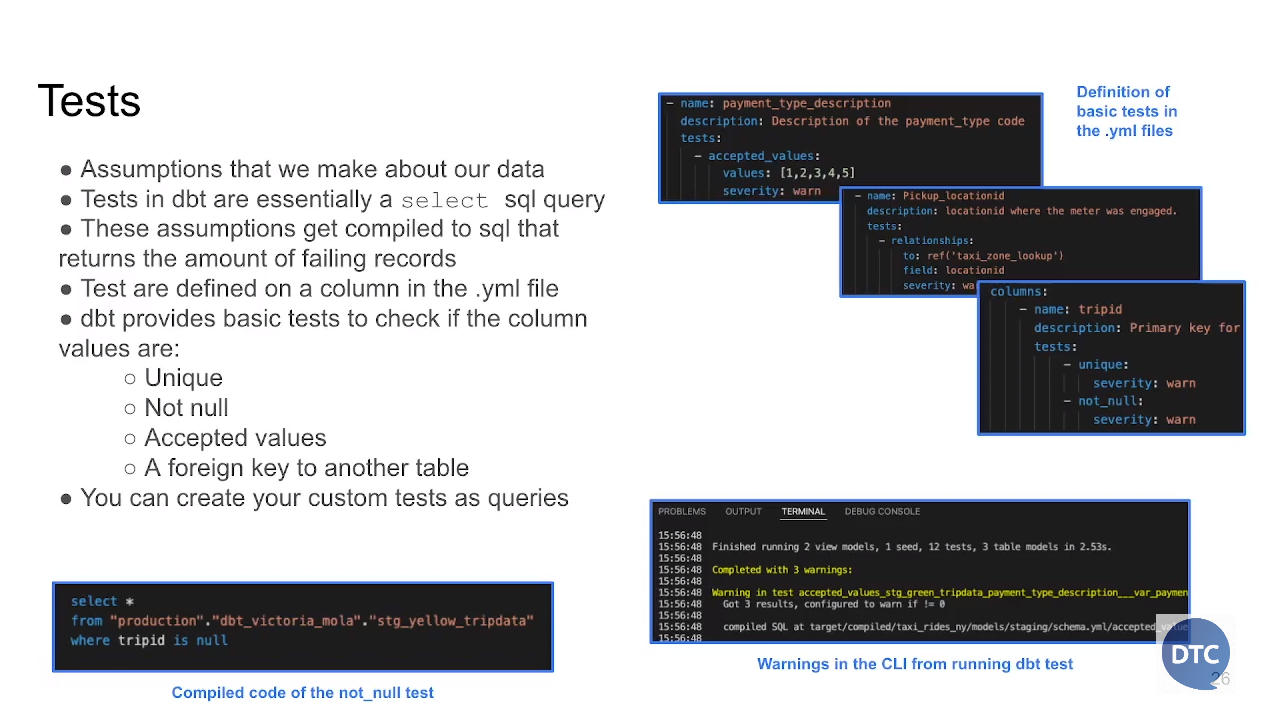 Tests
● Assumptions that we make about our data
● Tests in dbt are essentially a select sql query
● These assumptions get compiled to sql that
returns the amount of failing records
● Test are defined on a column in the .yml file
● dbt provides basic tests to check if the column
values are:
○ Unique
○ Not null
○ Accepted values
○ A foreign key to another table
● You can create your custom tests as queries
select *
from "production"."dbt_victoria_mola"."stg_yellow_tripdata"
where tripid is null
Compiled code of the not_null test
Definition of
basic tests in
the .yml files
- name: payment_type_description
description: Description of the payment_type code
tests:
- accepted_values:
values: [1,2,3,4,5]
severity: warn
- name: Pickup_locationid
description: locationid where the meter was engaged.
tests:
- relationships:
to: ref('taxi_zone_lookup')
field: locationid
severity:
columns:
- name: tripid
description: Primary key for
tests:
- unique:
severity: warn
- not_null:
severity: warn
PROBLEMS OUTPUT TERMINAL DEBUG CONSOLE
15:56:48
15:56:48 Finished running 2 view models, 1 seed, 12 tests, 3 table models in 2.53s.
15:56:48
15:56:48 Completed with 3 warnings:
15:56:48
15:56:48 Warning in test accepted_values_stg_green_tripdata_payment_type_description___var_paymen
15:56:48 Got 3 results, configured to warn if != 0
15:56:48
15:56:48 compiled SQL at target/compiled/taxi_rides_ny/models/staging/schema.yml/accepted_value
15:56:48
Warnings in the CLI from running dbt test
DTC
26